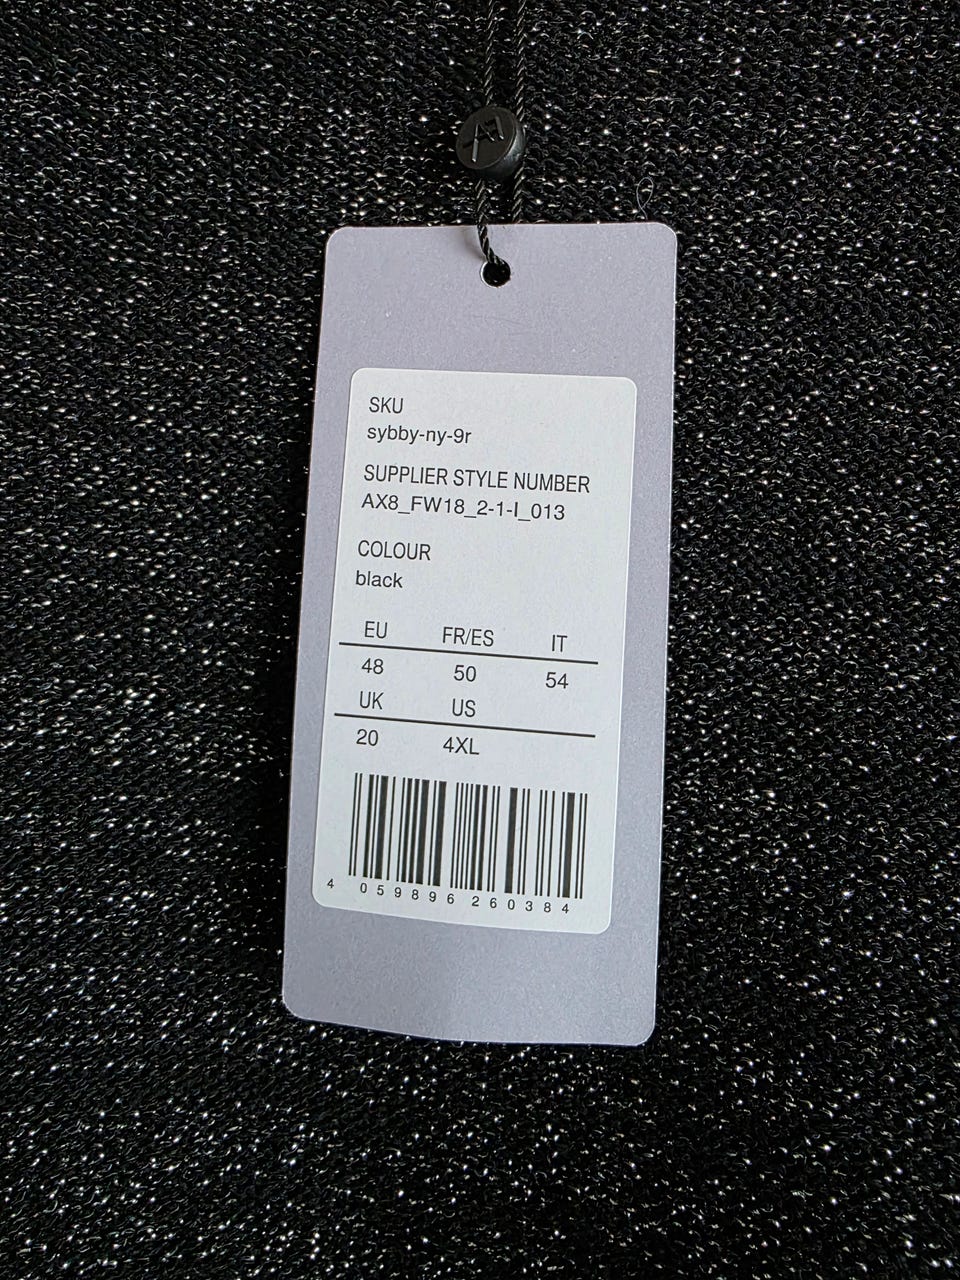 SKU
sybby-ny-9r
SUPPLIER STYLE NUMBER
AX8_FW18_2-1-I_013
COLOUR
black
EU FR/ES IT
48 50 54
UK US
20 4XL
4 059896 260384